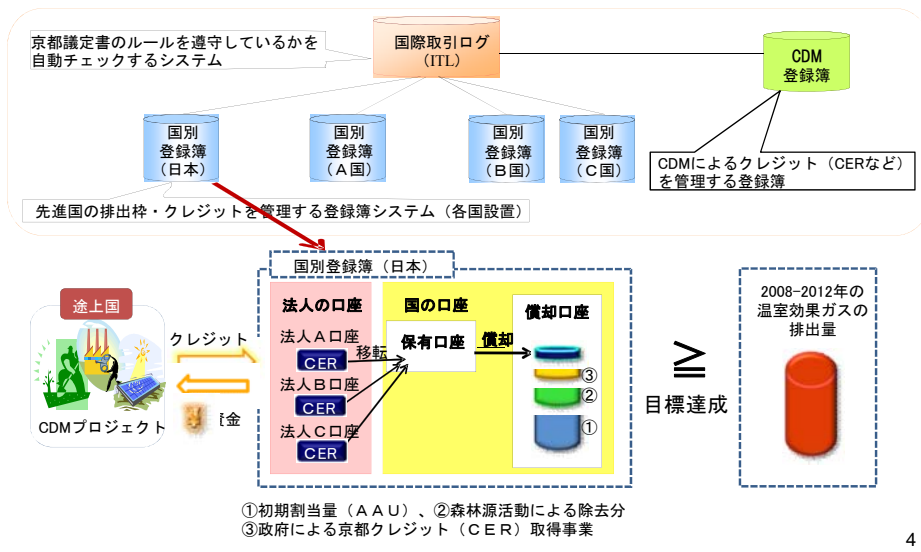 京都議定書のルールを遵守しているかを
自動チェックするシステム
国際取引ログ
（ITL）
CDM
登録簿
国別
登録簿
（日本）
国別
登録簿
（Ａ国）
国別
登録簿
（Ｂ国）
国別
登録簿
（Ｃ国）
CDMによるクレジット（CERなど）
を管理する登録簿
先進国の排出枠・クレジットを管理する登録簿システム（各国設置）
国別登録簿（日本）
途上国
CDMプロジェクト
クレジット
資金
法人の口座
法人Ａ口座
ＣＥＲ
法人Ｂ口座
ＣＥＲ
法人Ｃ口座
ＣＥＲ
移転
国の口座
保有口座
償却
償却口座
③
②
①
≧
目標達成
2008-2012年の
温室効果ガスの
排出量
①初期割当量（ＡＡＵ）、②森林源活動による除去分
③政府による京都クレジット（ＣＥＲ）取得事業
4